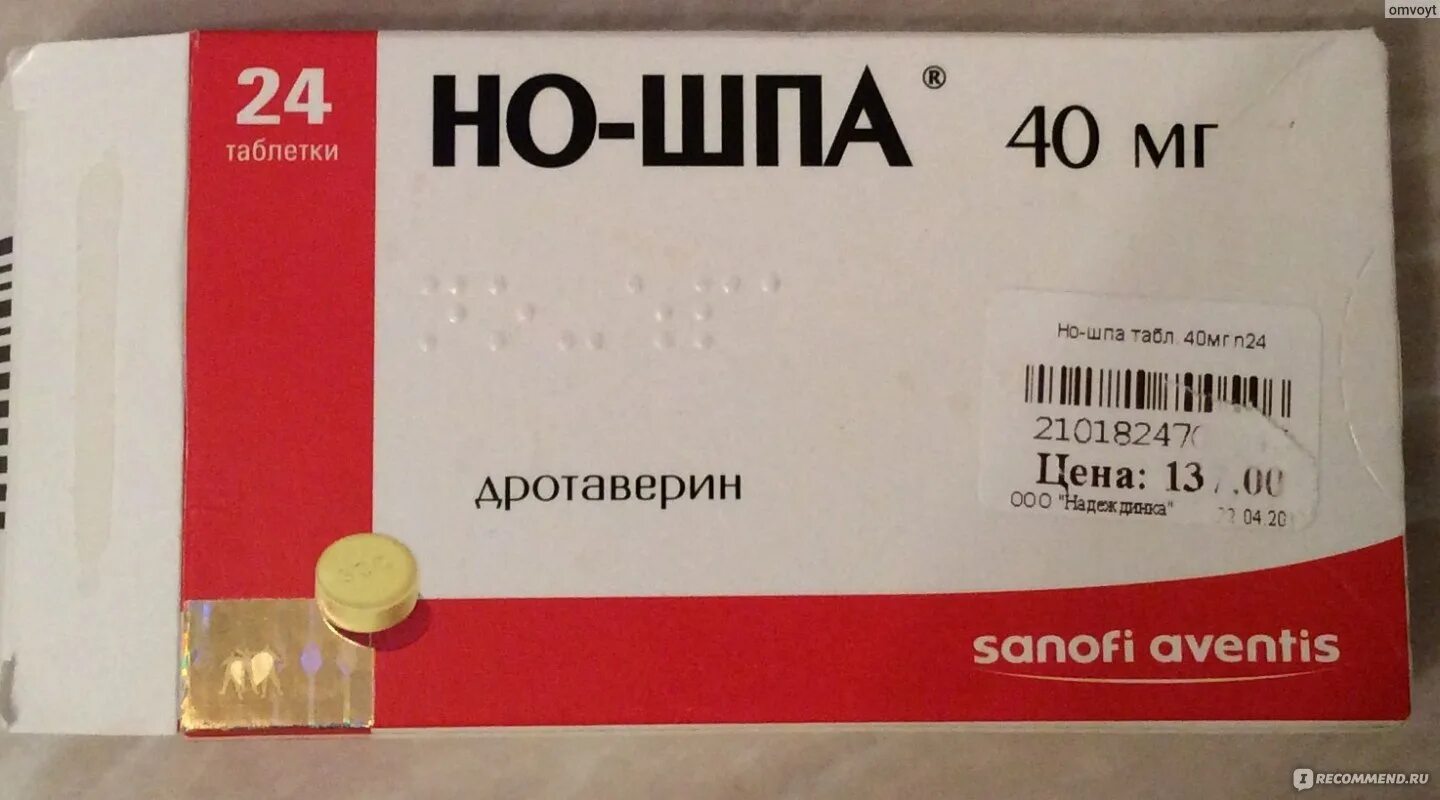 omvoyt
24
таблетки
НО-ШПА ®
40 мг
Но-шпа табл. 40мг n24
дротаверин
Цена:
ООО "Надеждинка"
sanofi aventis
RECOMMEND.RU